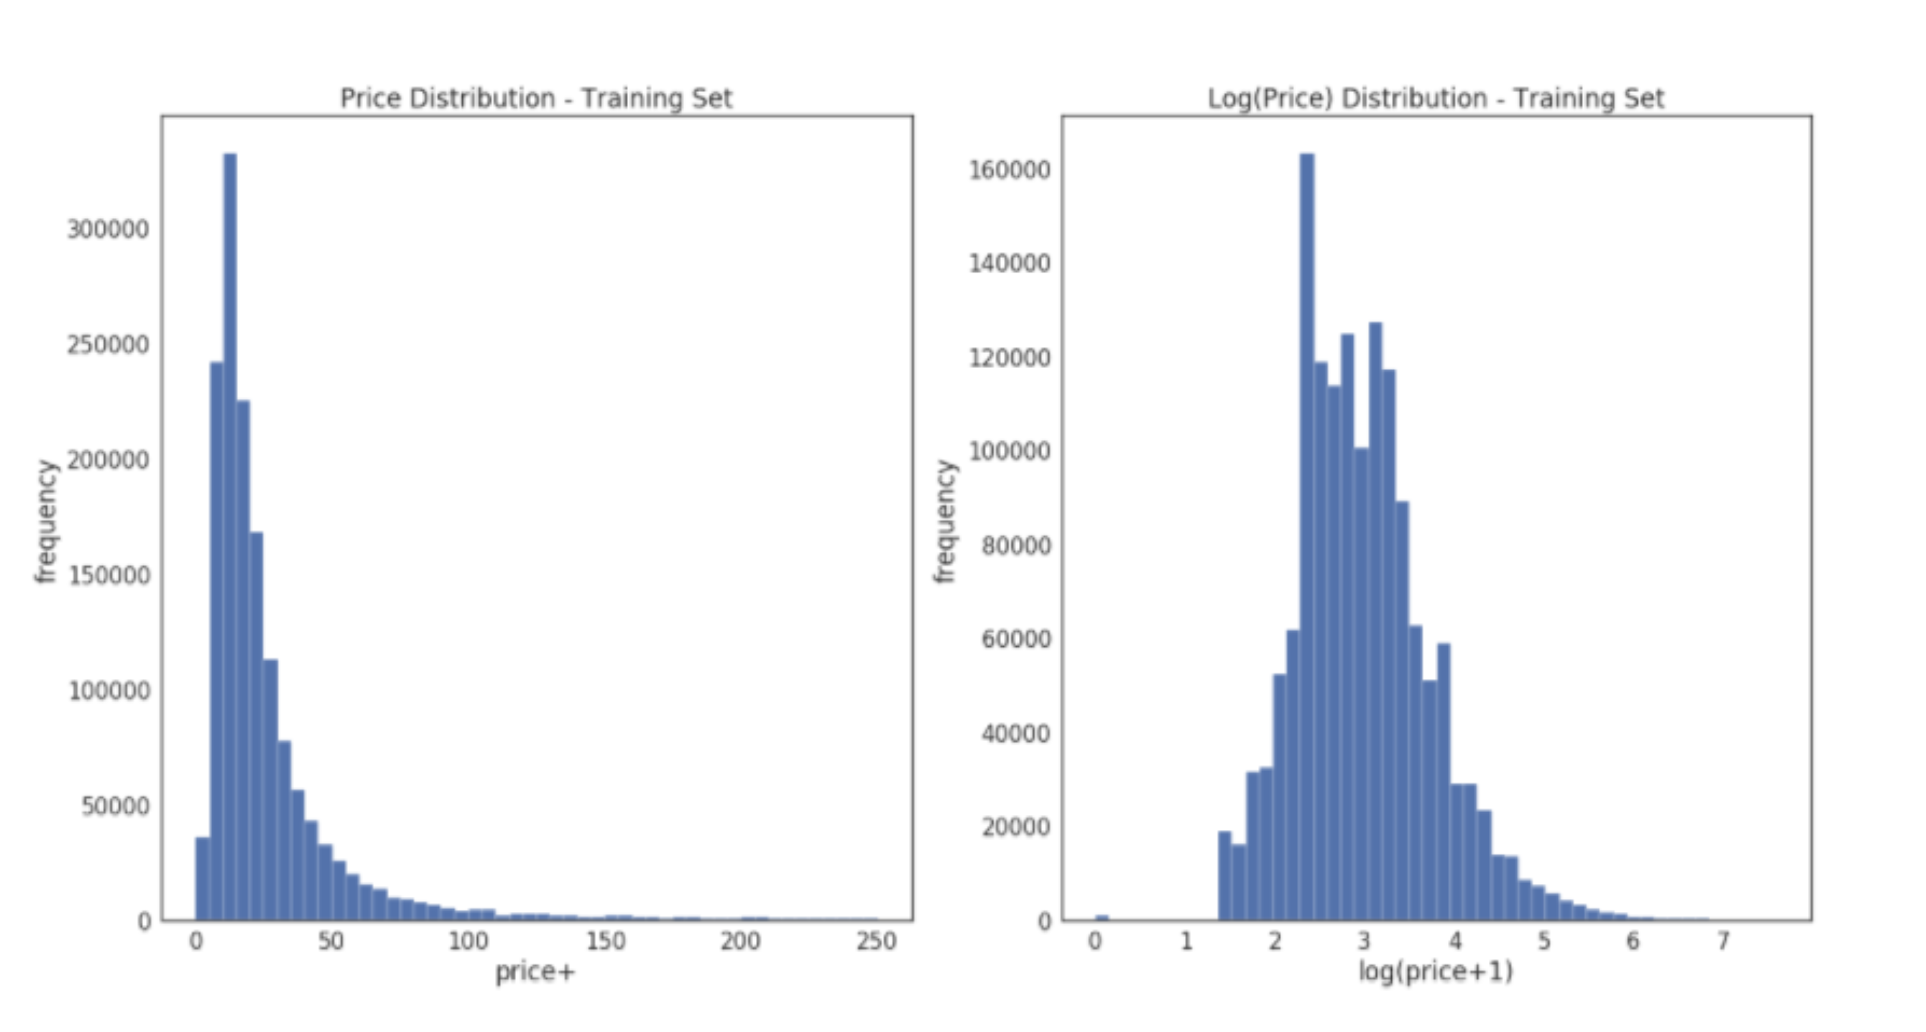 Price Distribution - Training Set
300000
250000
200000
150000
100000
50000
0
frequency
0 50 100 150 200 250
price+
Log(Price) Distribution - Training Set
160000
140000
120000
100000
80000
60000
40000
20000
0
frequency
0 1 2 3 4 5 6 7
log(price+1)